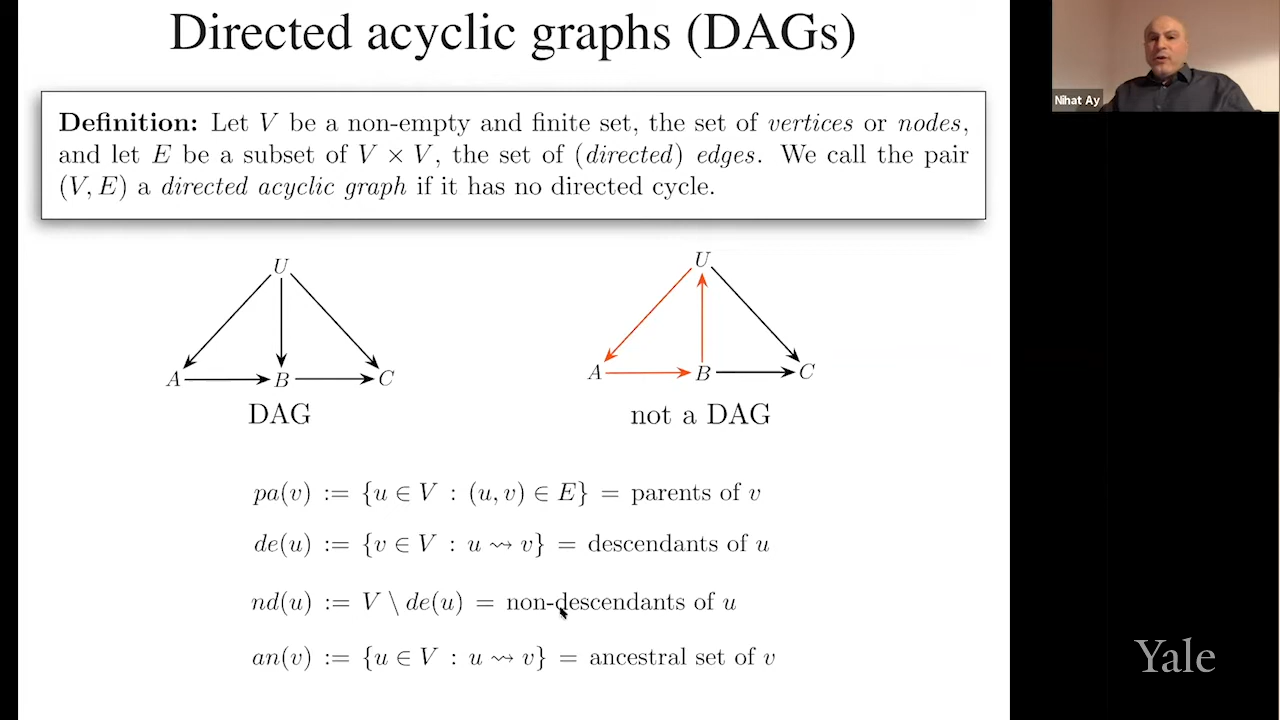 Directed acyclic graphs (DAGs)
Nihat Ay
Definition: Let V be a non-empty and finite set, the set of vertices or nodes,
and let E be a subset of V × V, the set of (directed) edges. We call the pair
(V, E) a directed acyclic graph if it has no directed cycle.
U
A
B
C
DAG
U
A
B
C
not a DAG
pa(v) := {u ∈ V : (u, v) ∈ E} = parents of v
de(u) := {v ∈ V : u ⇝ v} = descendants of u
nd(u) := V \ de(u) = non-descendants of u
an(v) := {u ∈ V : u ⇝ v} = ancestral set of v
Yale